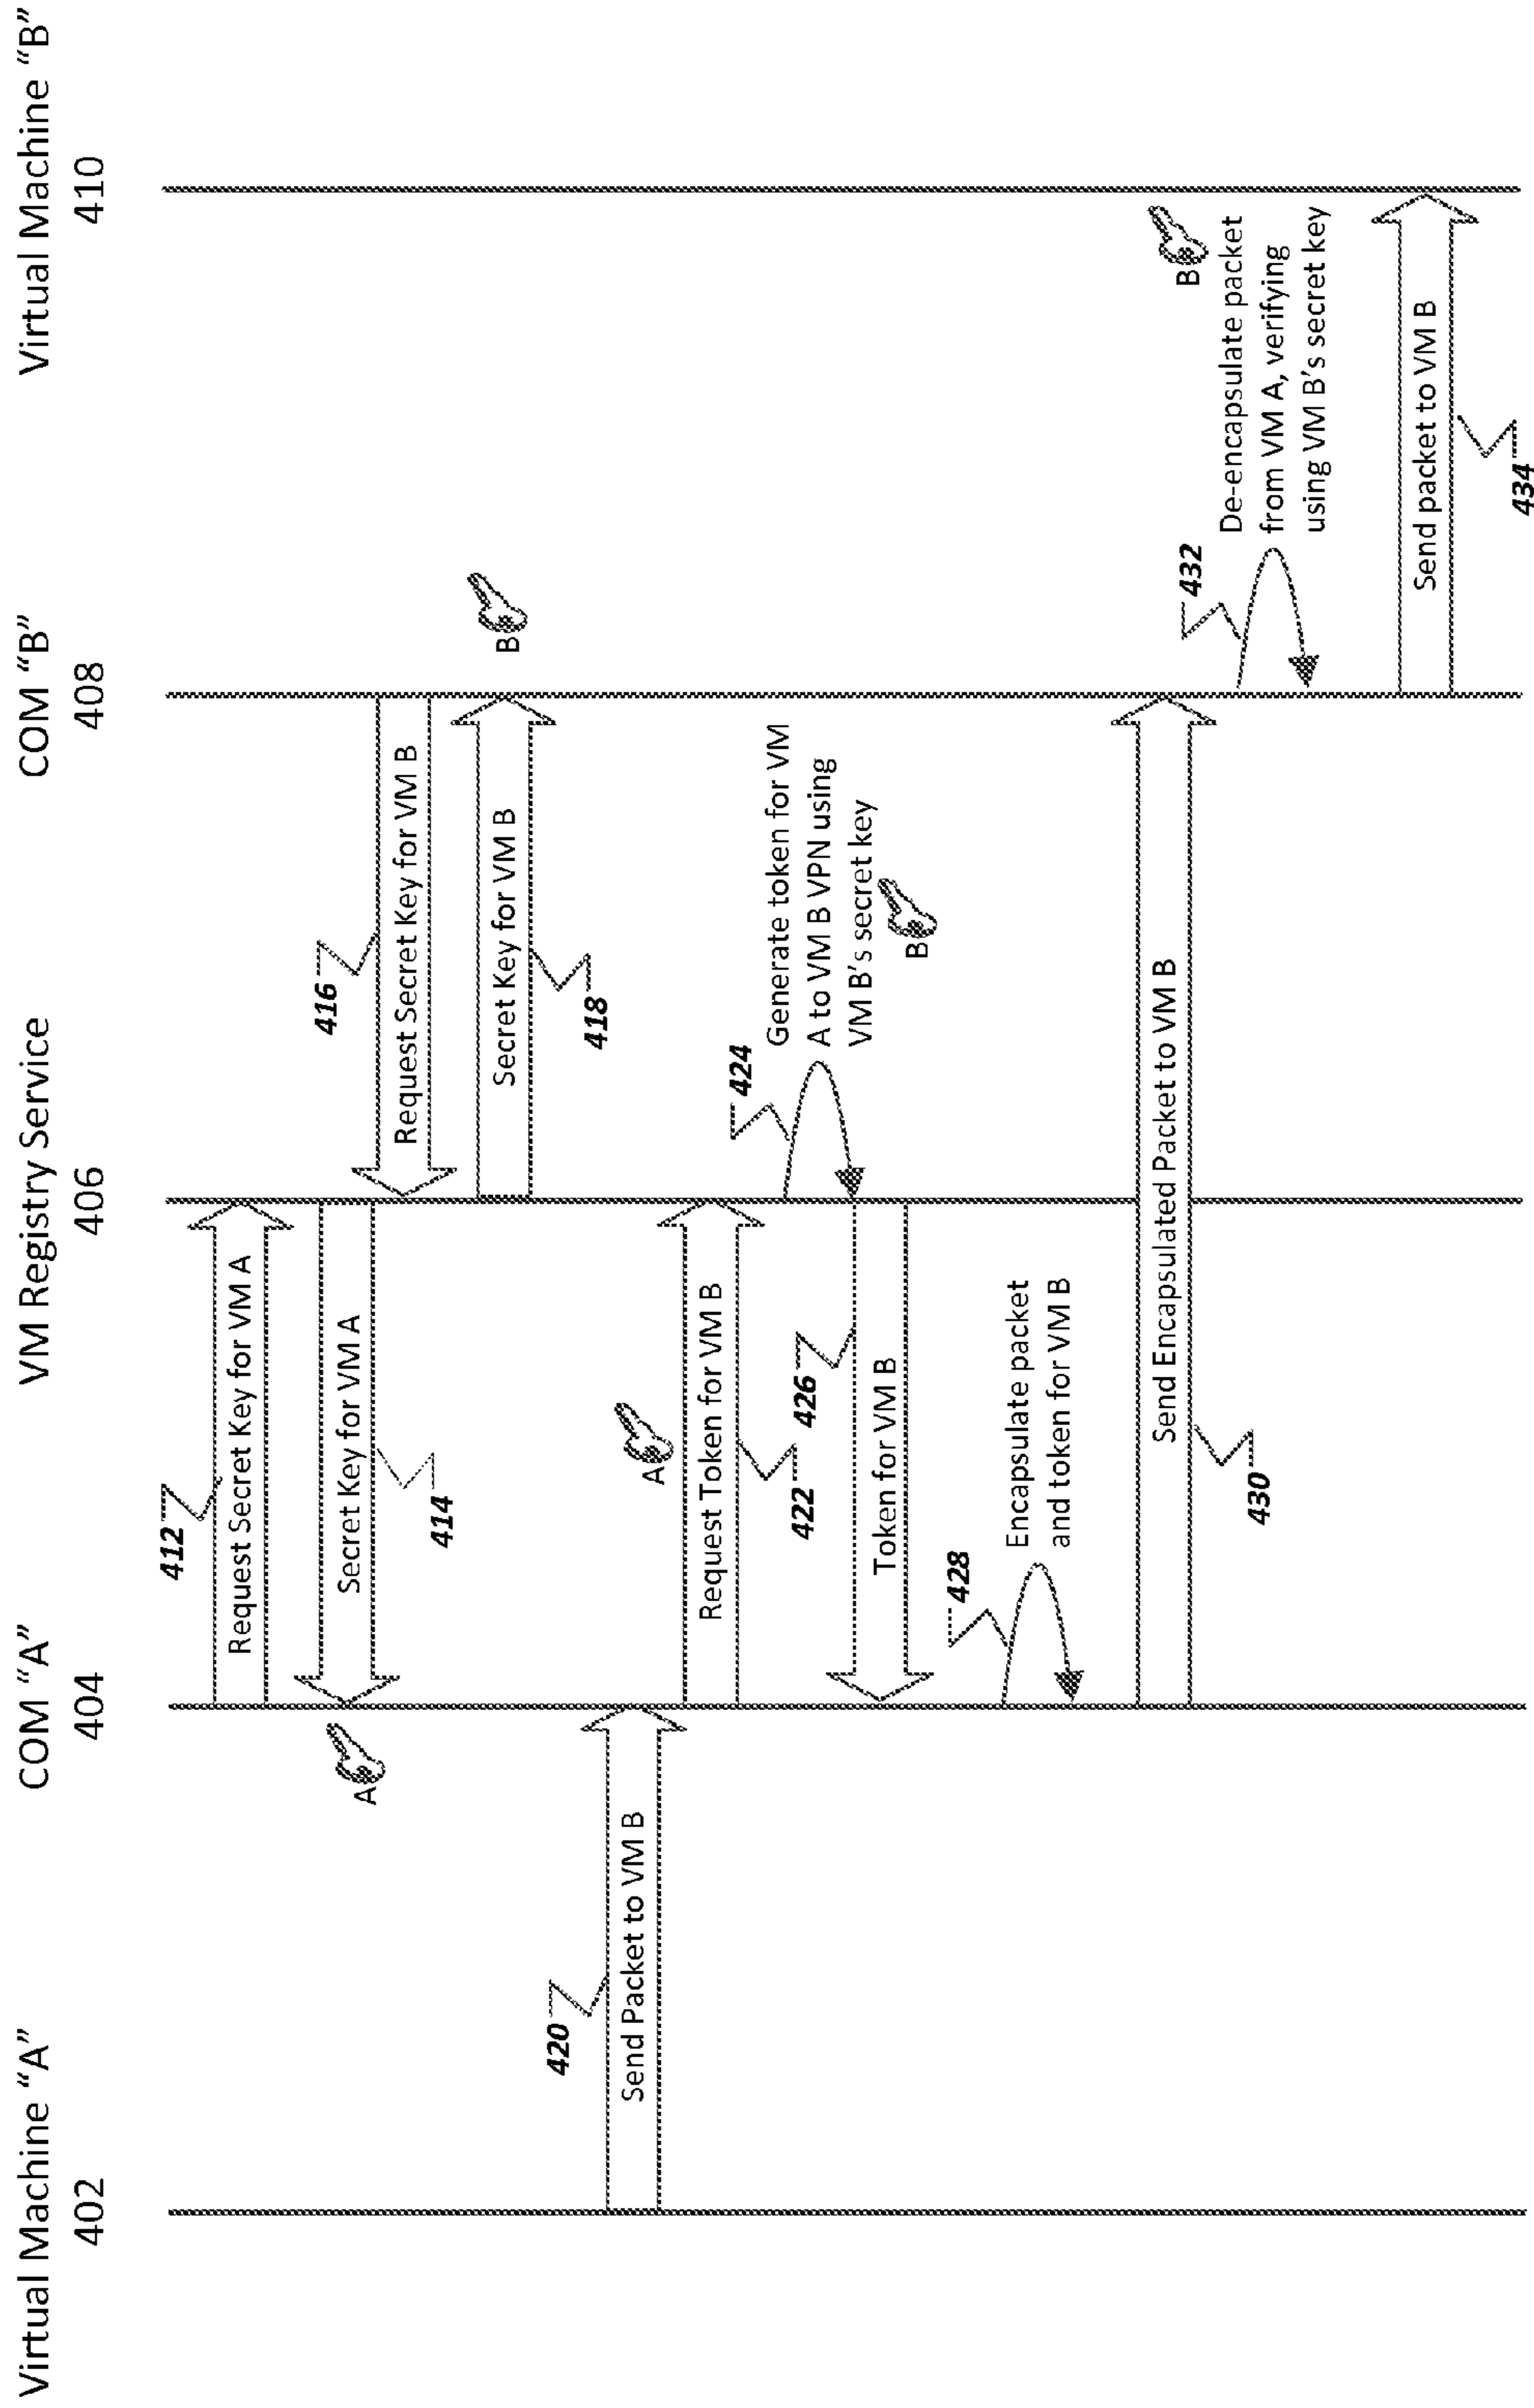 Virtual Machine “A”
402
COM “A”
404
VM Registry Service
406
COM “B”
408
Virtual Machine “B”
410
412
Request Secret Key for VM A
Secret Key for VM A
414
A
416
Request Secret Key for VM B
Secret Key for VM B
418
B
420
Send Packet to VM B
A
Request Token for VM B
422
424
Generate token for VM
A to VM B VPN using
VM B’s secret key
B
426
Token for VM B
428
Encapsulate packet
and token for VM B
Send Encapsulated Packet to VM B
430
432
B
De-encapsulate packet
from VM A, verifying
using VM B’s secret key
Send packet to VM B
434